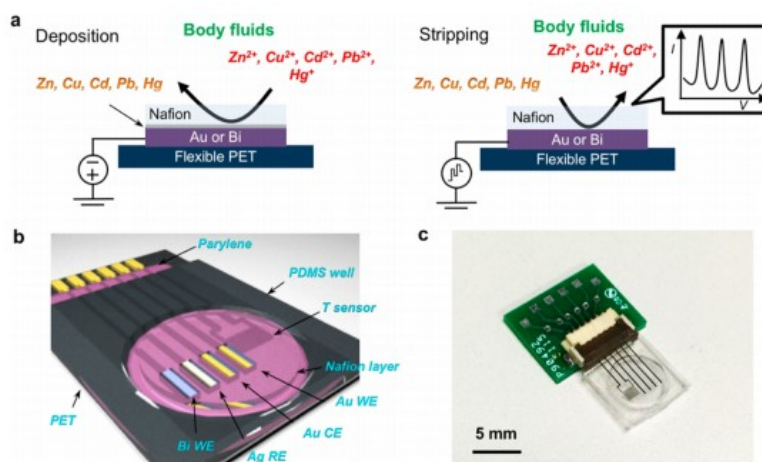 a
Deposition
Body fluids
Zn²⁺, Cu²⁺, Cd²⁺, Pb²⁺,
Hg⁺
Zn, Cu, Cd, Pb, Hg
Nafion
Au or Bi
Flexible PET
Stripping
Body fluids
Zn²⁺, Cu²⁺, Cd²⁺,
Pb²⁺, Hg⁺
Zn, Cu, Cd, Pb, Hg
Nafion
Au or Bi
Flexible PET
I
V
b
Parylene
PDMS well
T sensor
Nafion layer
Au WE
Au CE
Ag RE
Bi WE
PET
c
5 mm